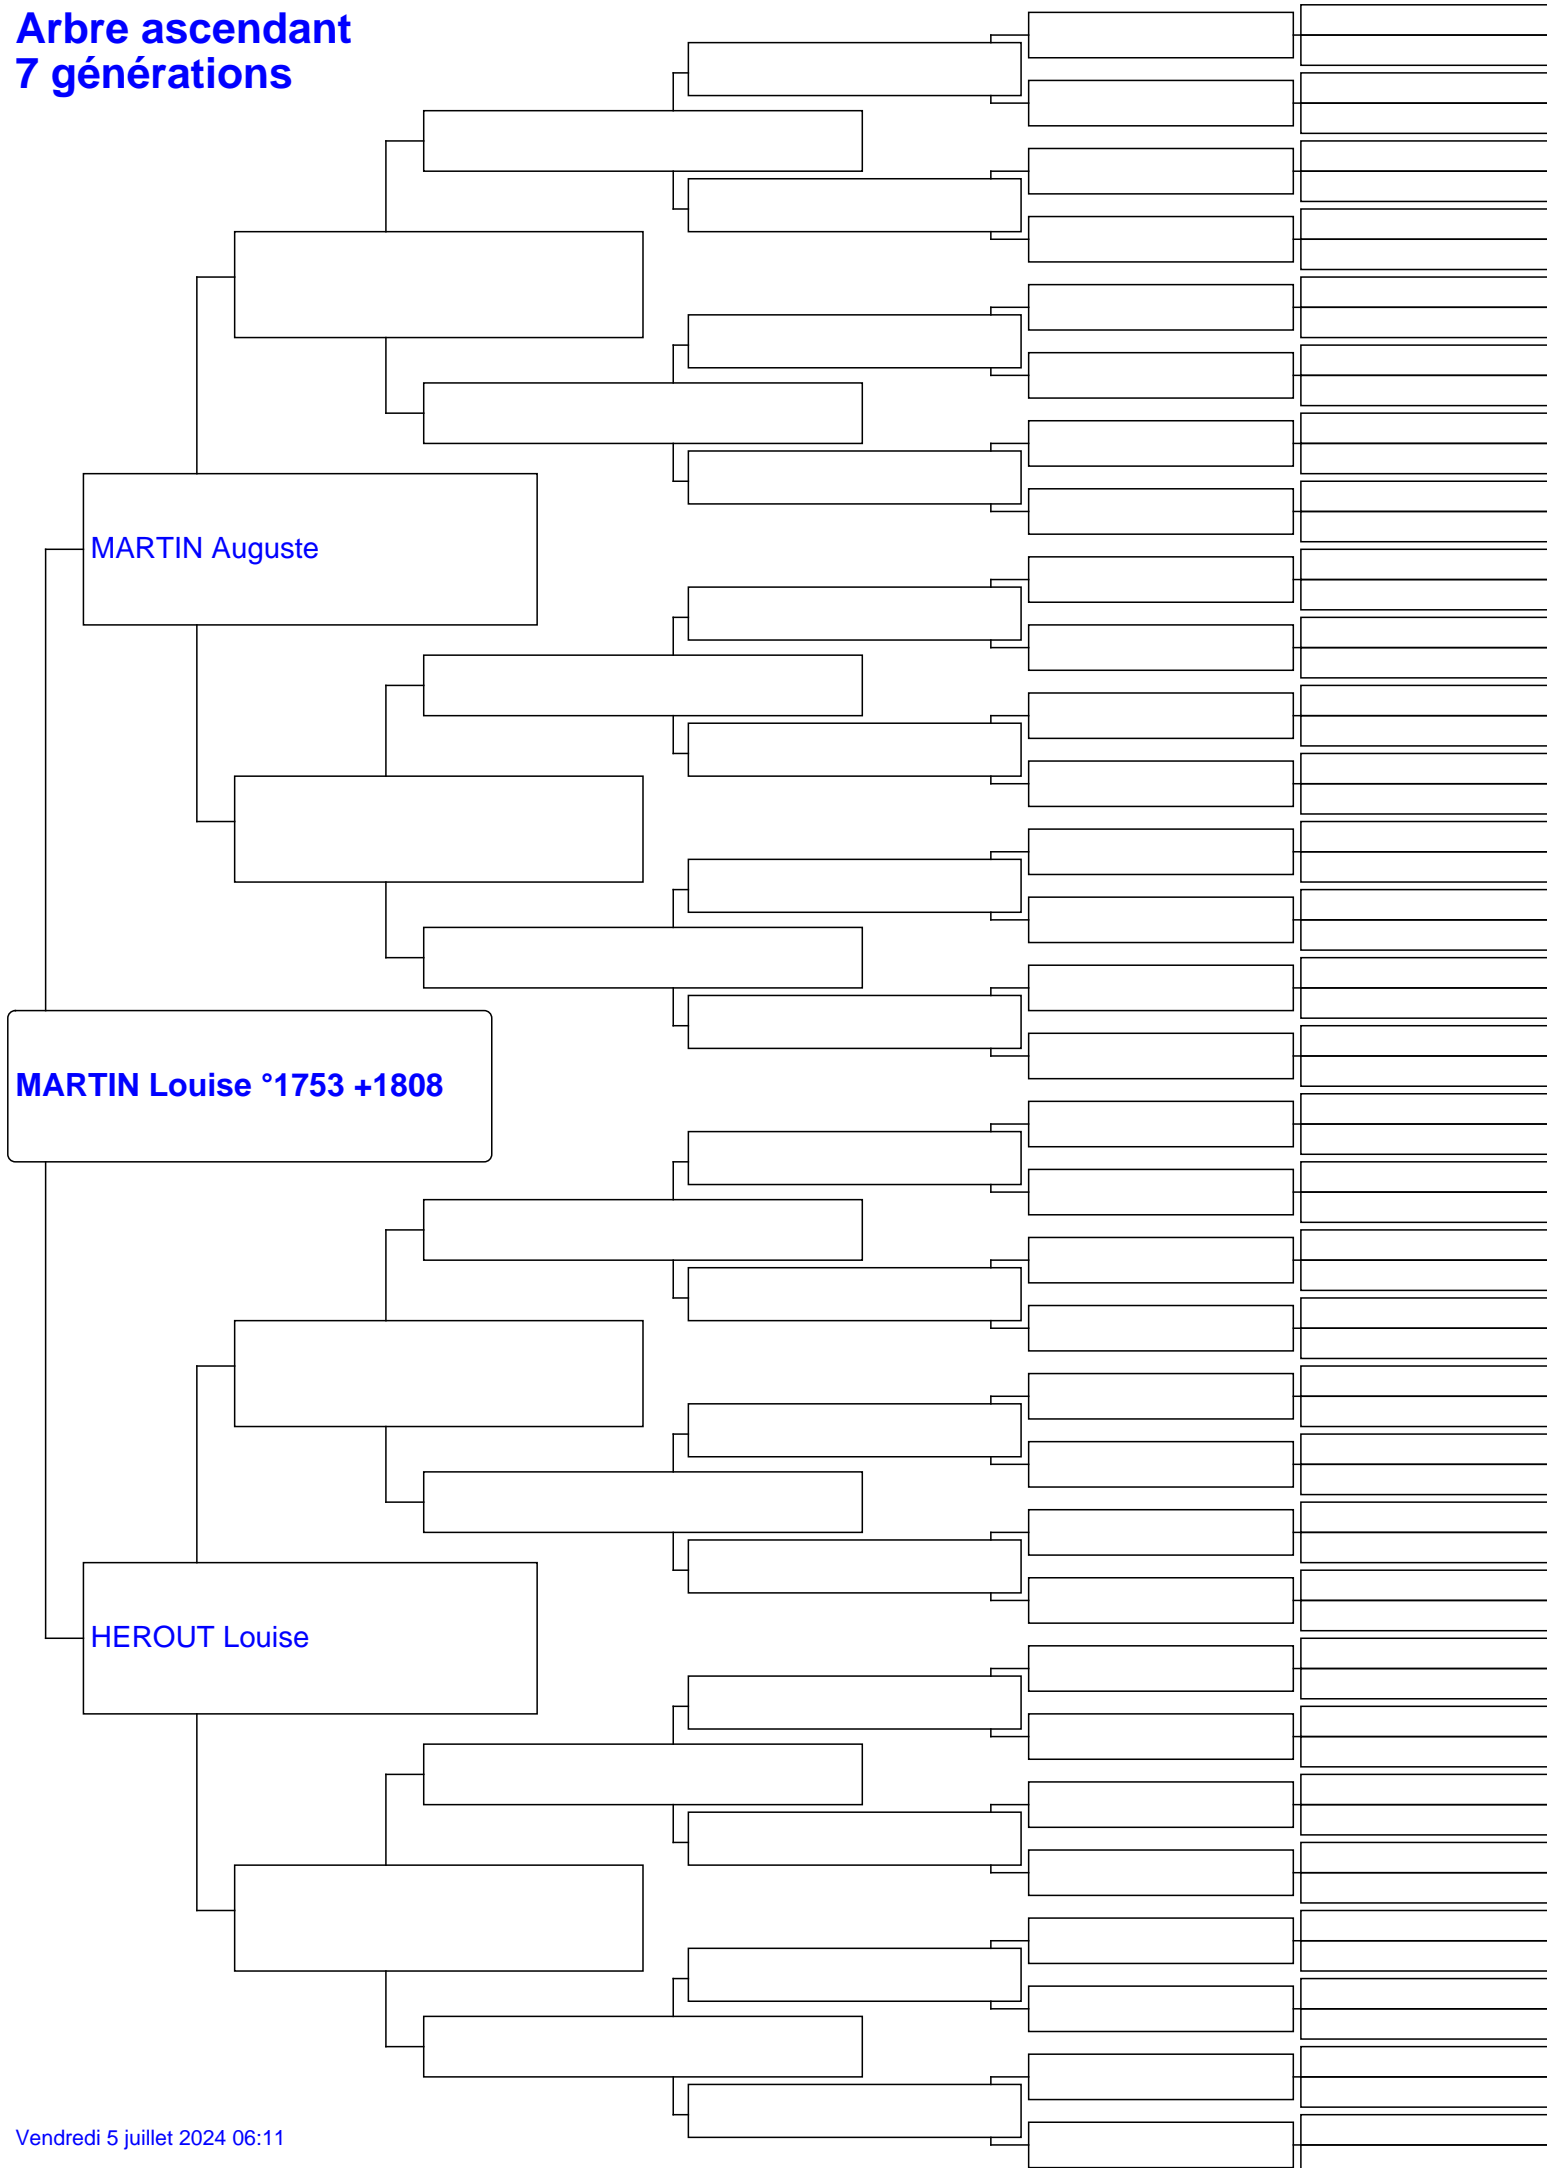 Arbre ascendant
7 générations
MARTIN Auguste
MARTIN Louise °1753 +1808
HEROUT Louise
Vendredi 5 juillet 2024 06:11